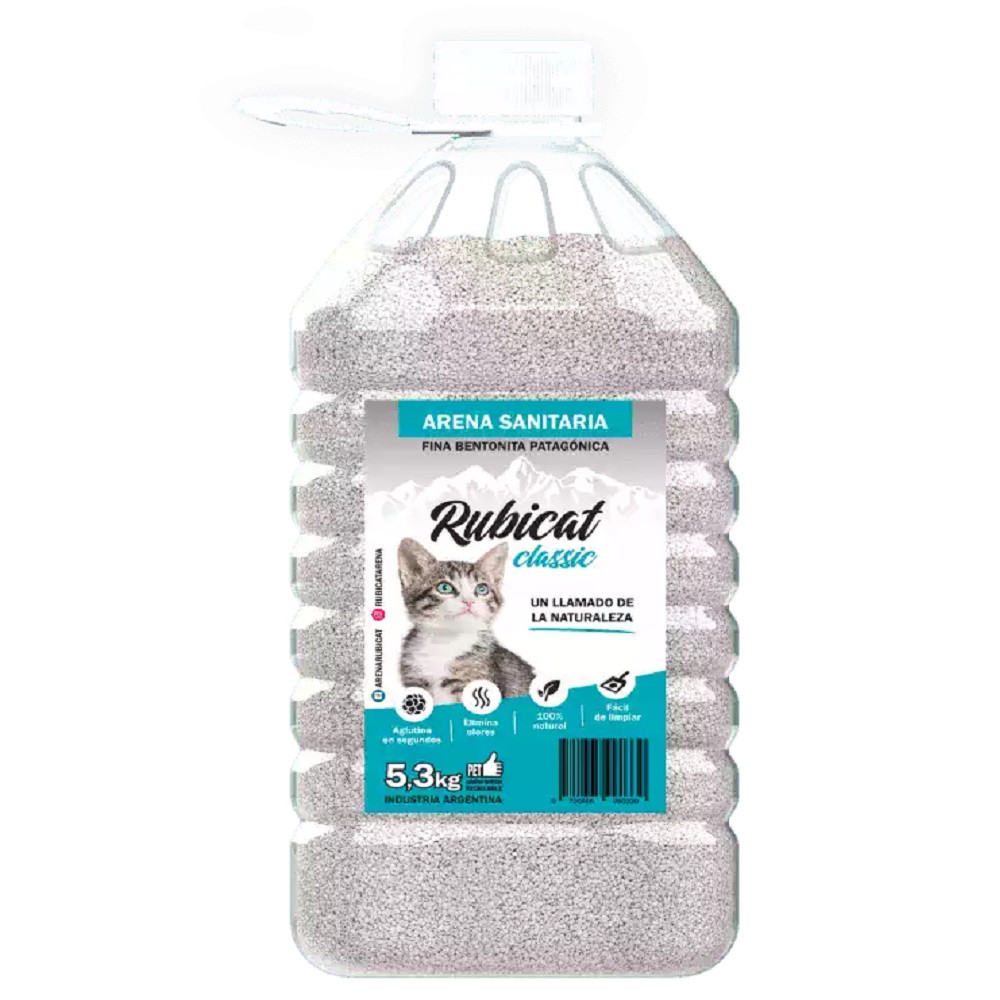 ARENA SANITARIA
FINA BENTONITA PATAGÓNICA
Rubicat
classic
UN LLAMADO DE
LA NATURALEZA
ARENARUBICAT
RUBICATARENA
Aglutina
en segundos
Elimina
olores
100%
natural
Fácil
de limpiar
5,3kg
PET
INDUSTRIA ARGENTINA